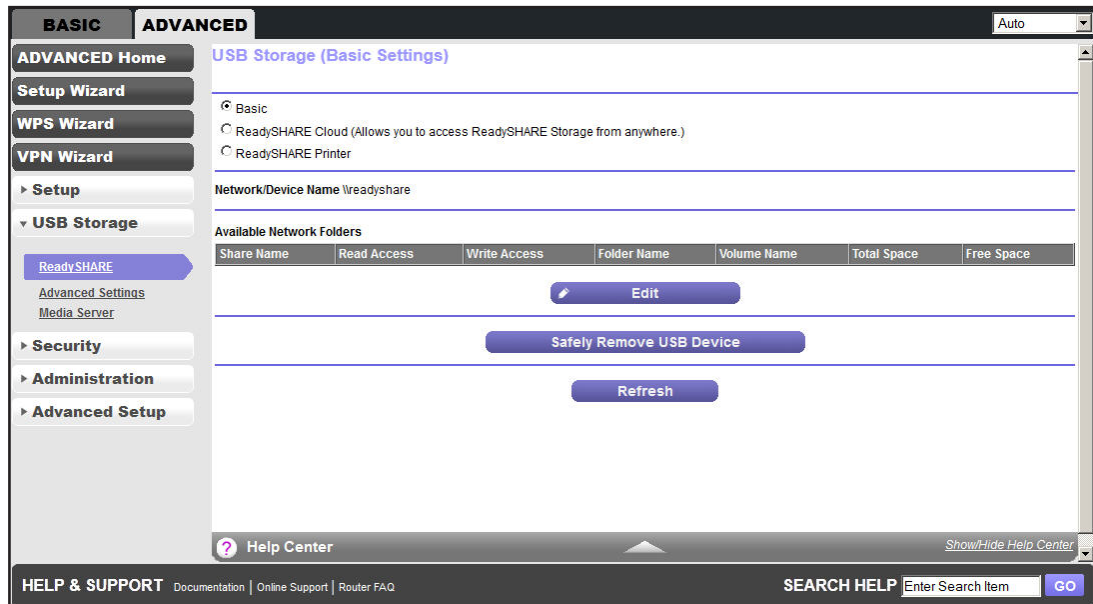 BASIC ADVANCED Auto
ADVANCED Home
Setup Wizard
WPS Wizard
VPN Wizard
Setup
USB Storage
ReadySHARE
Advanced Settings
Media Server
Security
Administration
Advanced Setup
USB Storage (Basic Settings)
Basic
ReadySHARE Cloud (Allows you to access ReadySHARE Storage from anywhere.)
ReadySHARE Printer
Network/Device Name \\readyshare
Available Network Folders
Share Name Read Access Write Access Folder Name Volume Name Total Space Free Space
Edit
Safely Remove USB Device
Refresh
? Help Center Show/Hide Help Center
HELP & SUPPORT Documentation | Online Support | Router FAQ SEARCH HELP Enter Search Item GO